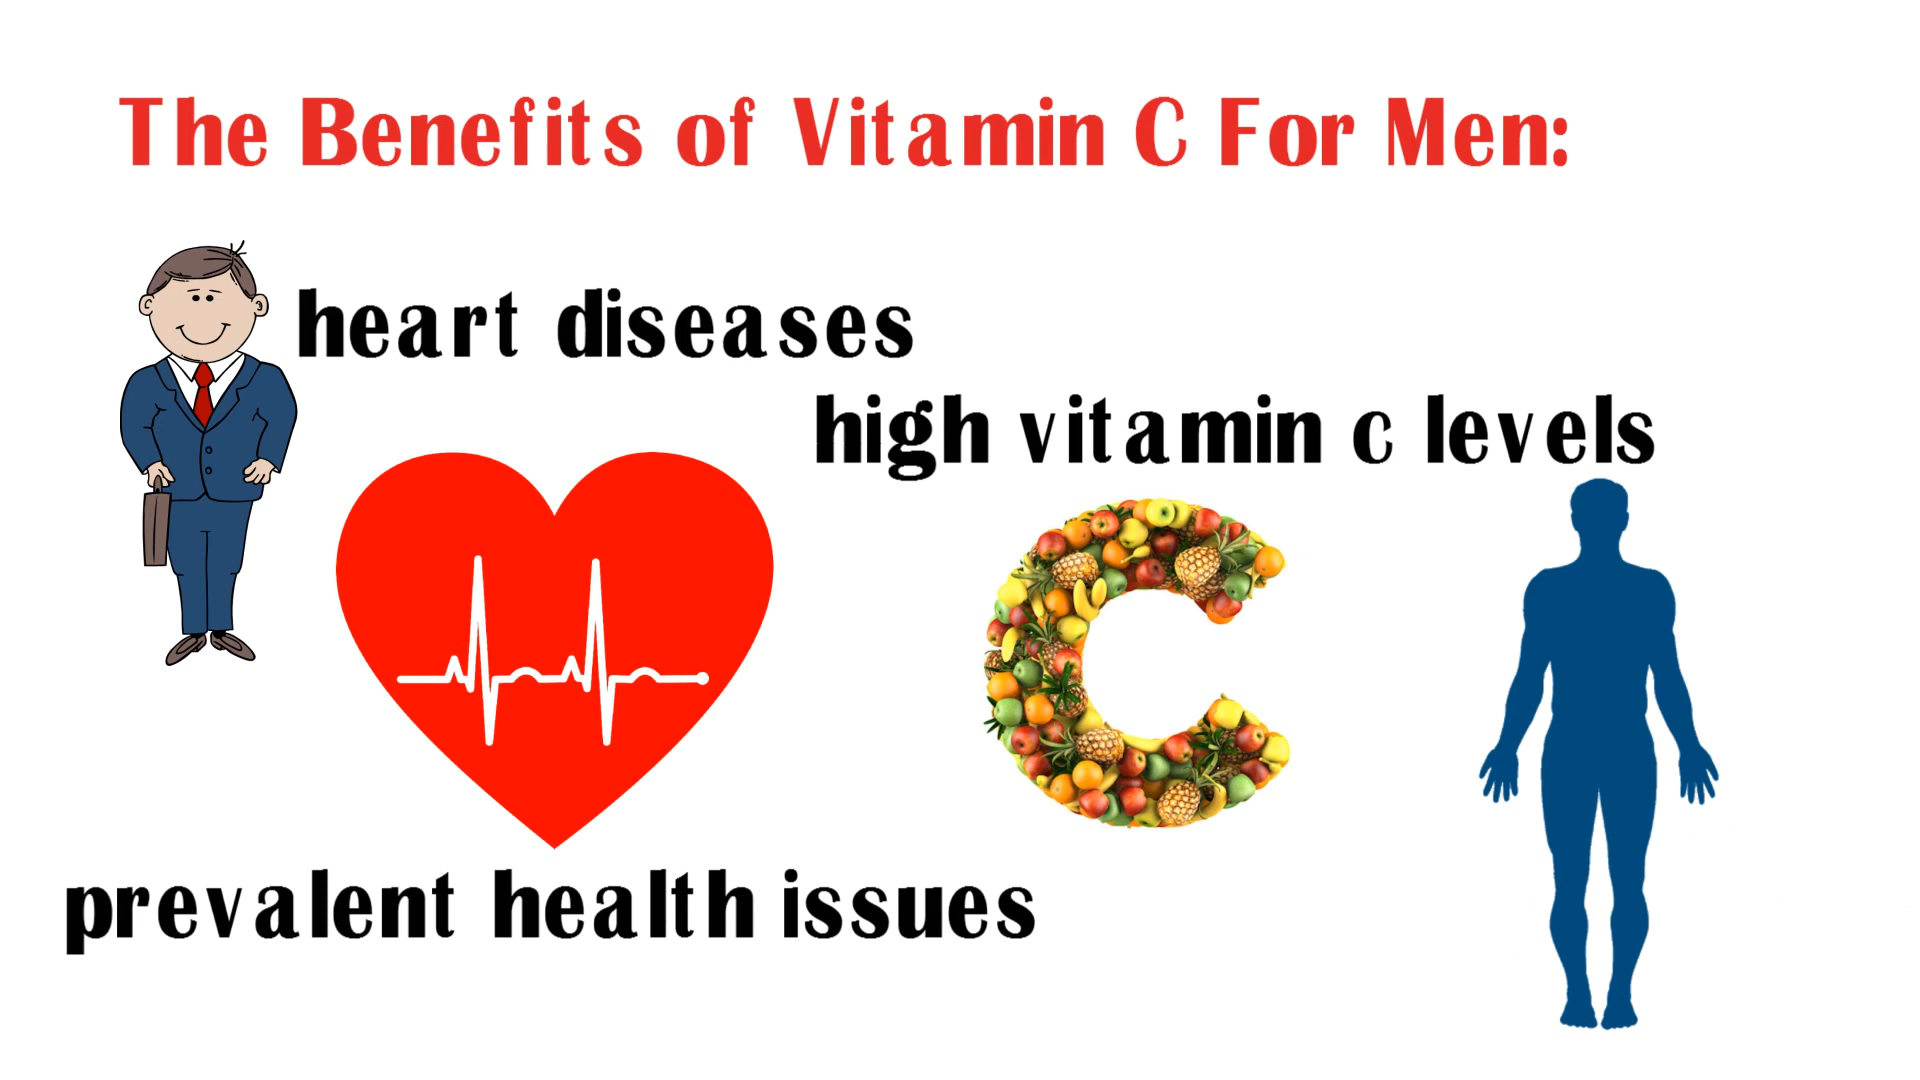 The Benefits of Vitamin C For Men:
heart diseases
high vitamin c levels
prevalent health issues